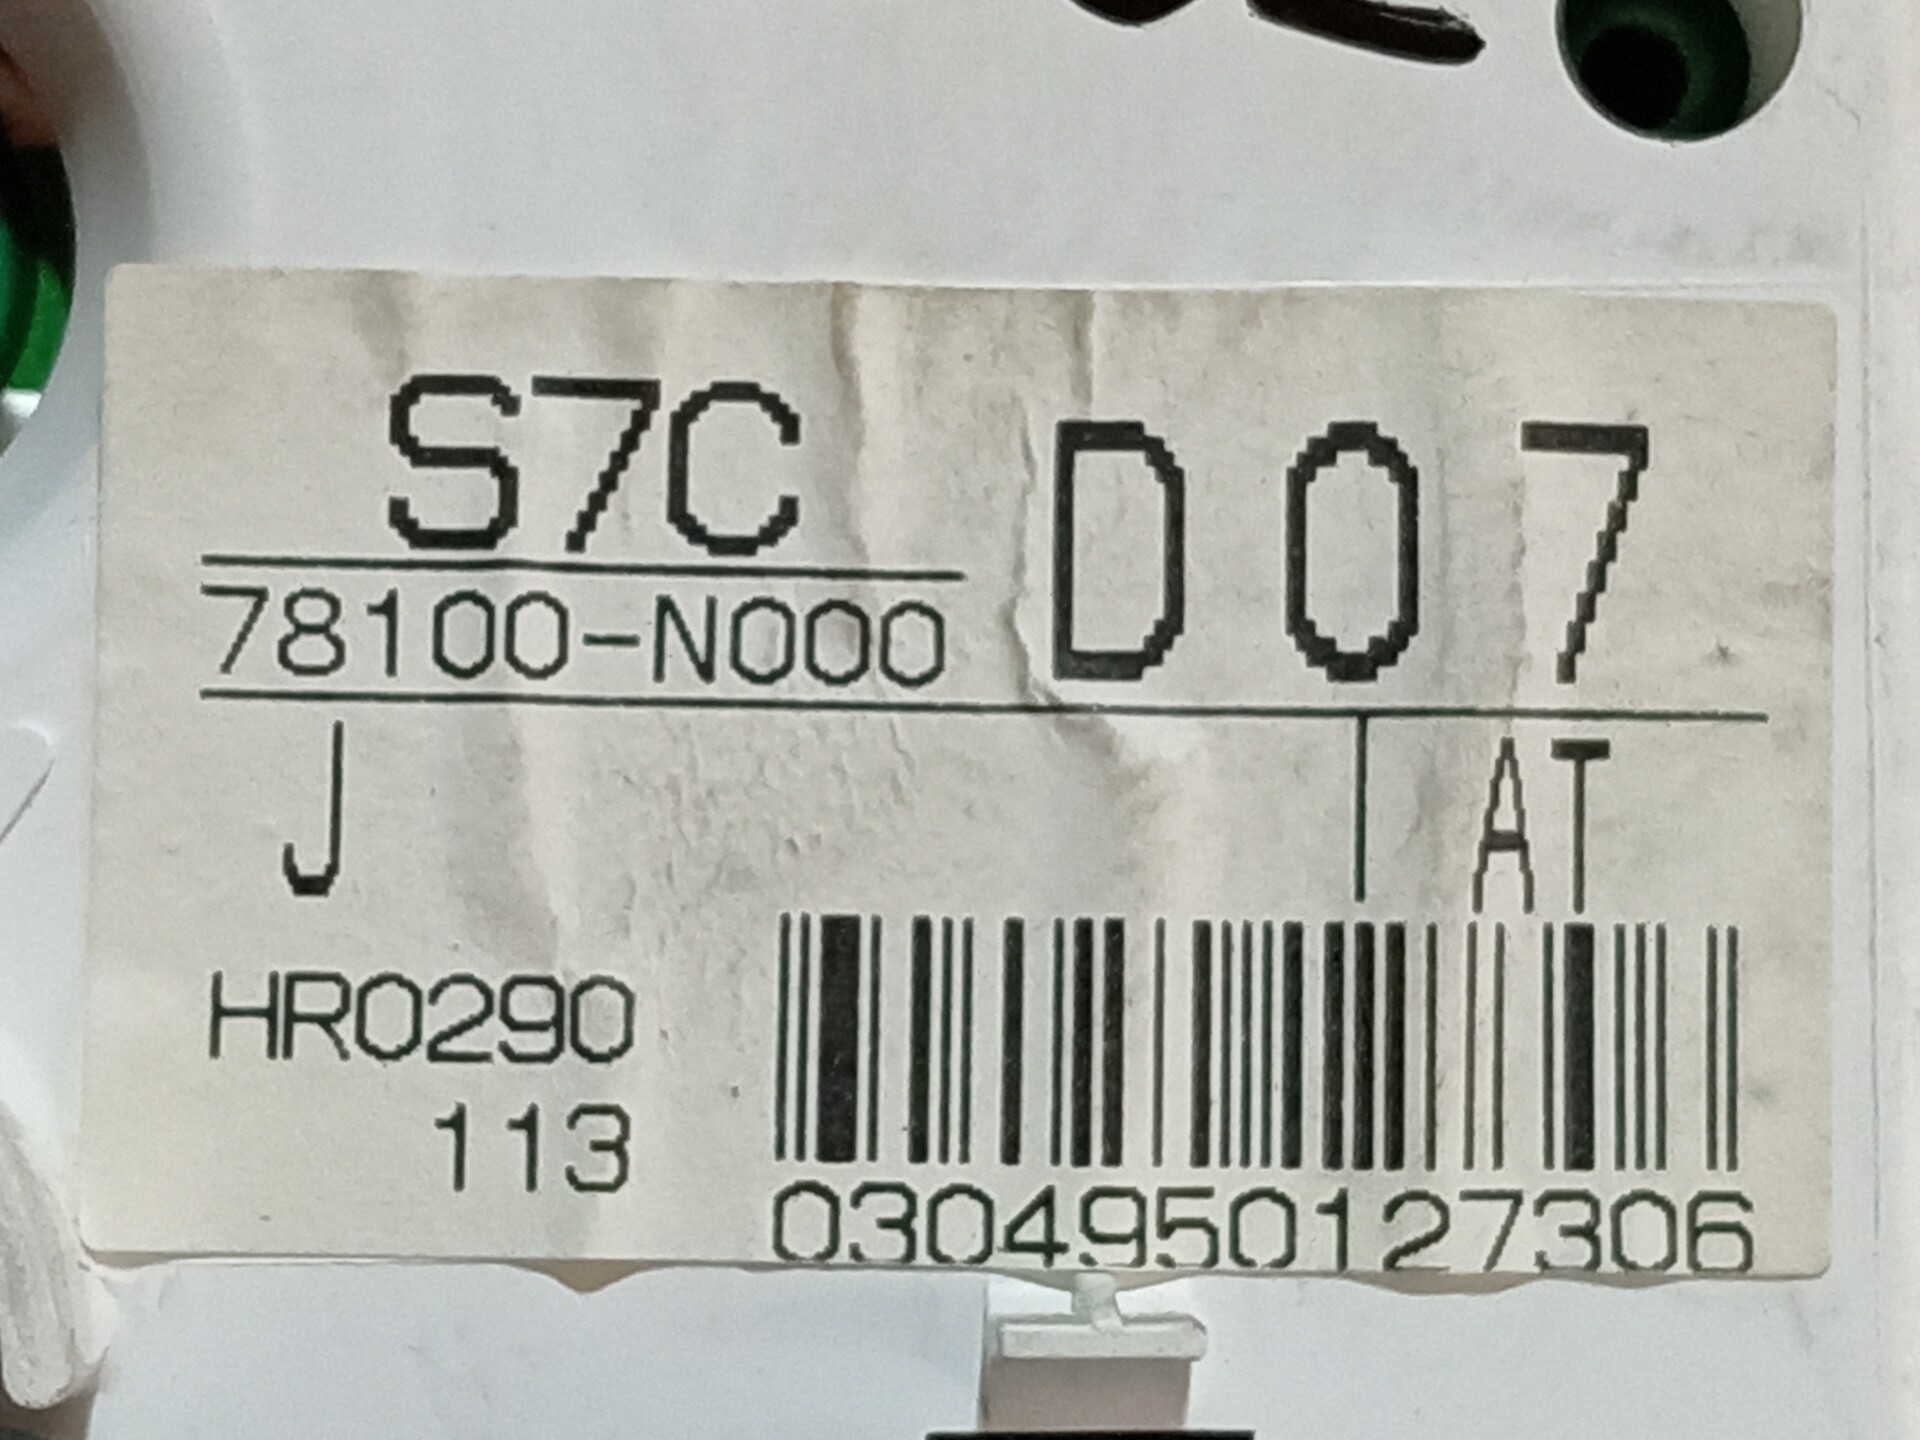 S7C D07
78100-N000
J AT
HR0290
113
0304950127306